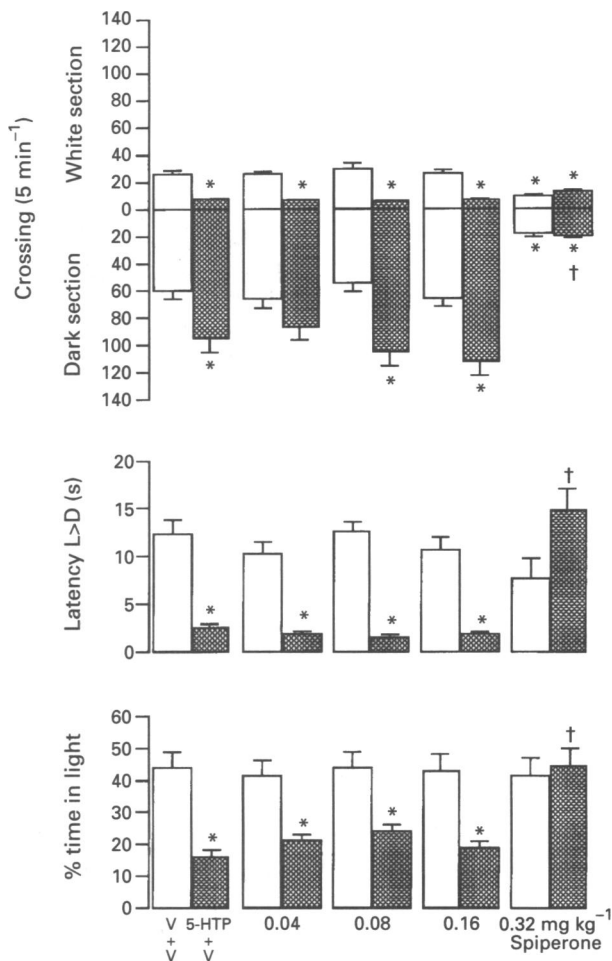 Crossing (5 min⁻¹)
White section
Dark section
140
120
100
80
60
40
20
0
20
40
60
80
100
120
140
* * * * * *
* * * * *
†
Latency L>D (s)
20
15
10
5
0
* * * * †
% time in light
60
50
40
30
20
10
0
* * * * †
V 5-HTP 0.04 0.08 0.16 0.32 mg kg⁻¹
+ + Spiperone
V V